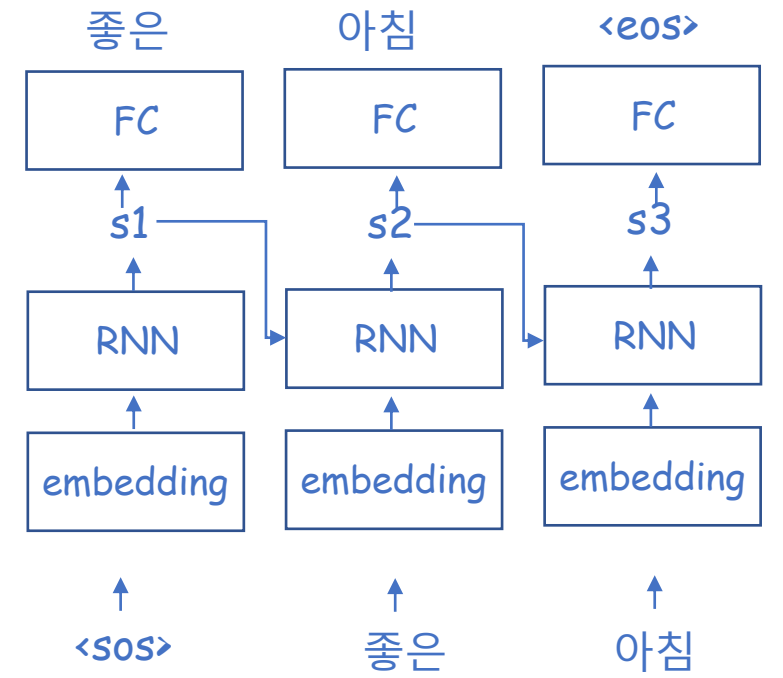 좋은 아침 <eos>
FC FC FC
s1 s2 s3
RNN RNN RNN
embedding embedding embedding
<sos> 좋은 아침